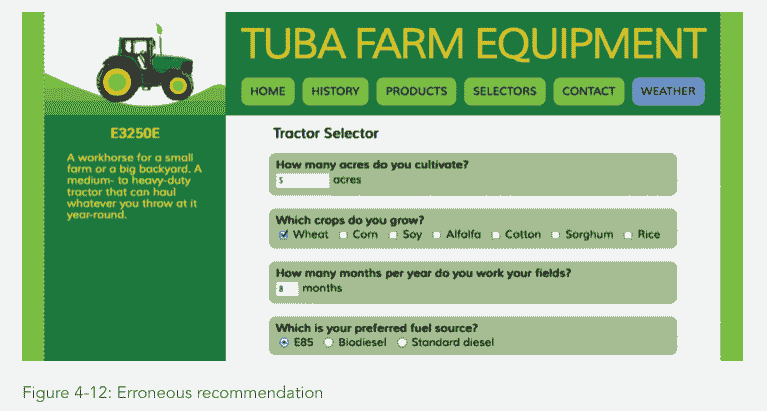 TUBA FARM EQUIPMENT
HOME HISTORY PRODUCTS SELECTORS CONTACT WEATHER
E3250E
A workhorse for a small
farm or a big backyard. A
medium- to heavy-duty
tractor that can haul
whatever you throw at it
year-round.
Tractor Selector
How many acres do you cultivate?
5 acres
Which crops do you grow?
Wheat Corn Soy Alfalfa Cotton Sorghum Rice
How many months per year do you work your fields?
8 months
Which is your preferred fuel source?
E85 Biodiesel Standard diesel
Figure 4-12: Erroneous recommendation